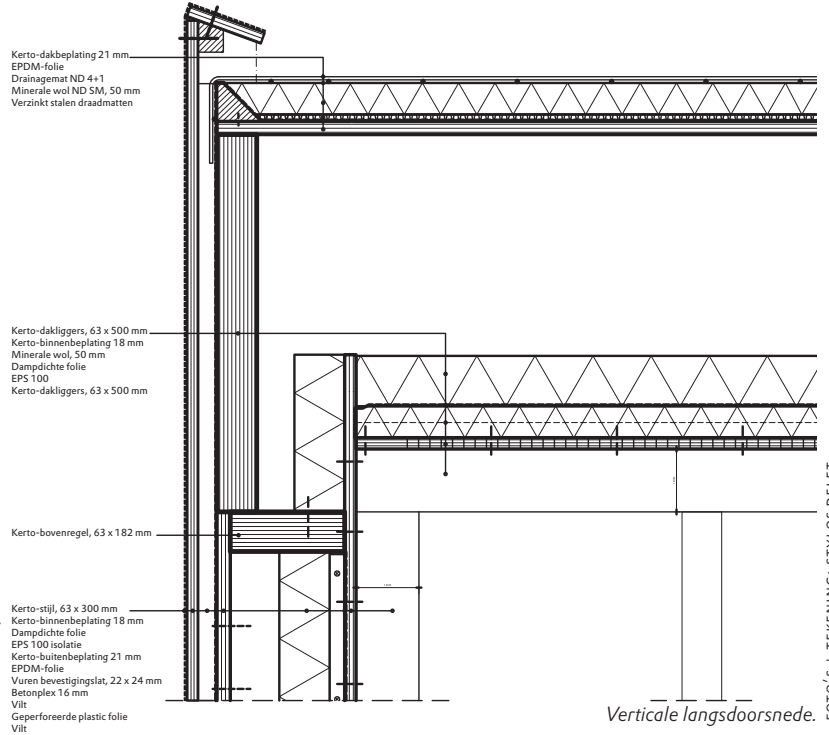 Kerto-dakbeplating 21 mm
EPDM-folie
Drainagemat ND 4+1
Minerale wol ND SM, 50 mm
Verzinkt stalen draadmatten
Kerto-dakliggers, 63 x 500 mm
Kerto-binnenbeplating 18 mm
Minerale wol, 50 mm
Dampdichte folie
EPS 100
Kerto-dakliggers, 63 x 500 mm
Kerto-bovenregel, 63 x 182 mm
Kerto-stijl, 63 x 300 mm
Kerto-binnenbeplating 18 mm
Dampdichte folie
EPS 100 isolatie
Kerto-buitenbeplating 21 mm
EPDM-folie
Vuren bevestigingslat, 22 x 24 mm
Betonplex 16 mm
Vilt
Geperforeerde plastic folie
Vilt
Verticale langsdoorsnede.
FOTO'S | TEKENING: STYLOS DELFT